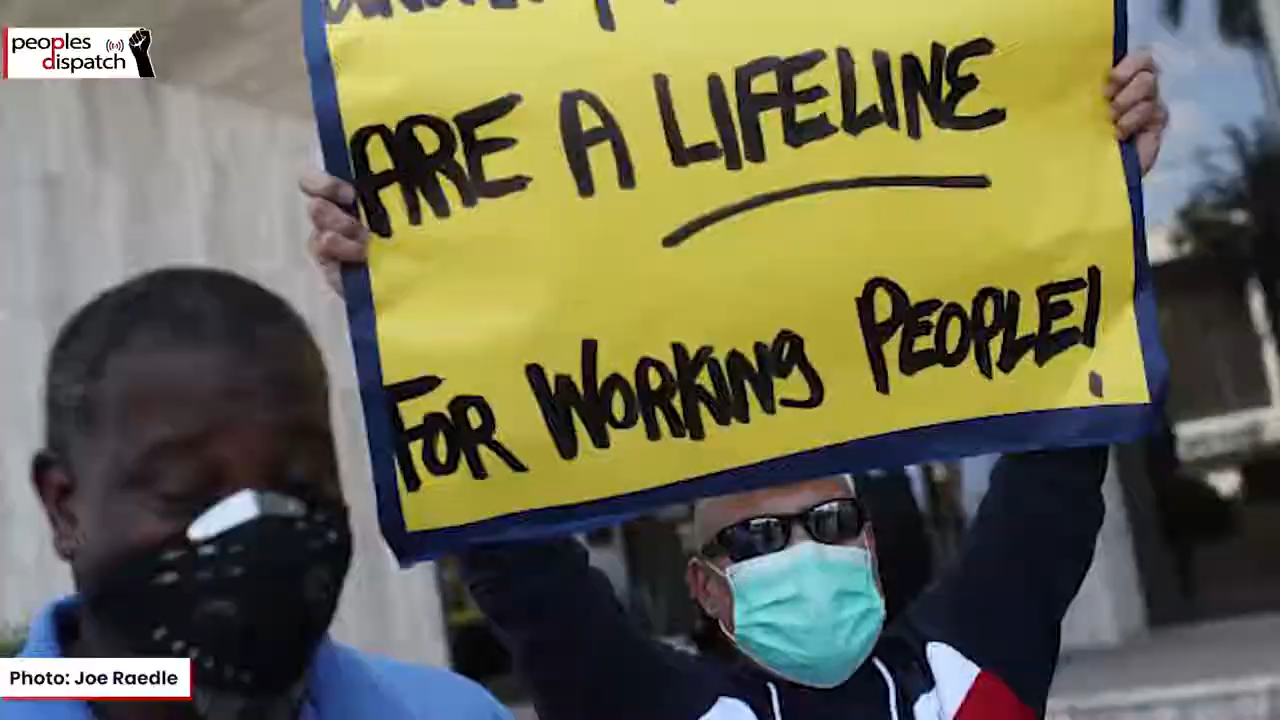 peoples
dispatch
ARE A LIFELINE
FOR WORKING PEOPLE!
Photo: Joe Raedle